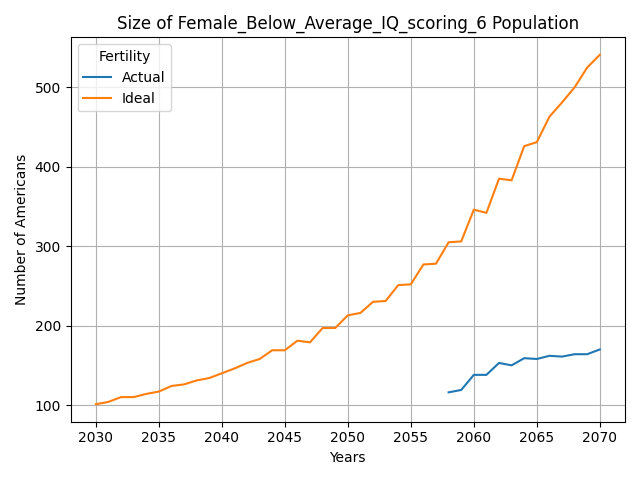 Size of Female_Below_Average_IQ_scoring_6 Population
Fertility
Actual
Ideal
Number of Americans
500
400
300
200
100
2030 2035 2040 2045 2050 2055 2060 2065 2070
Years